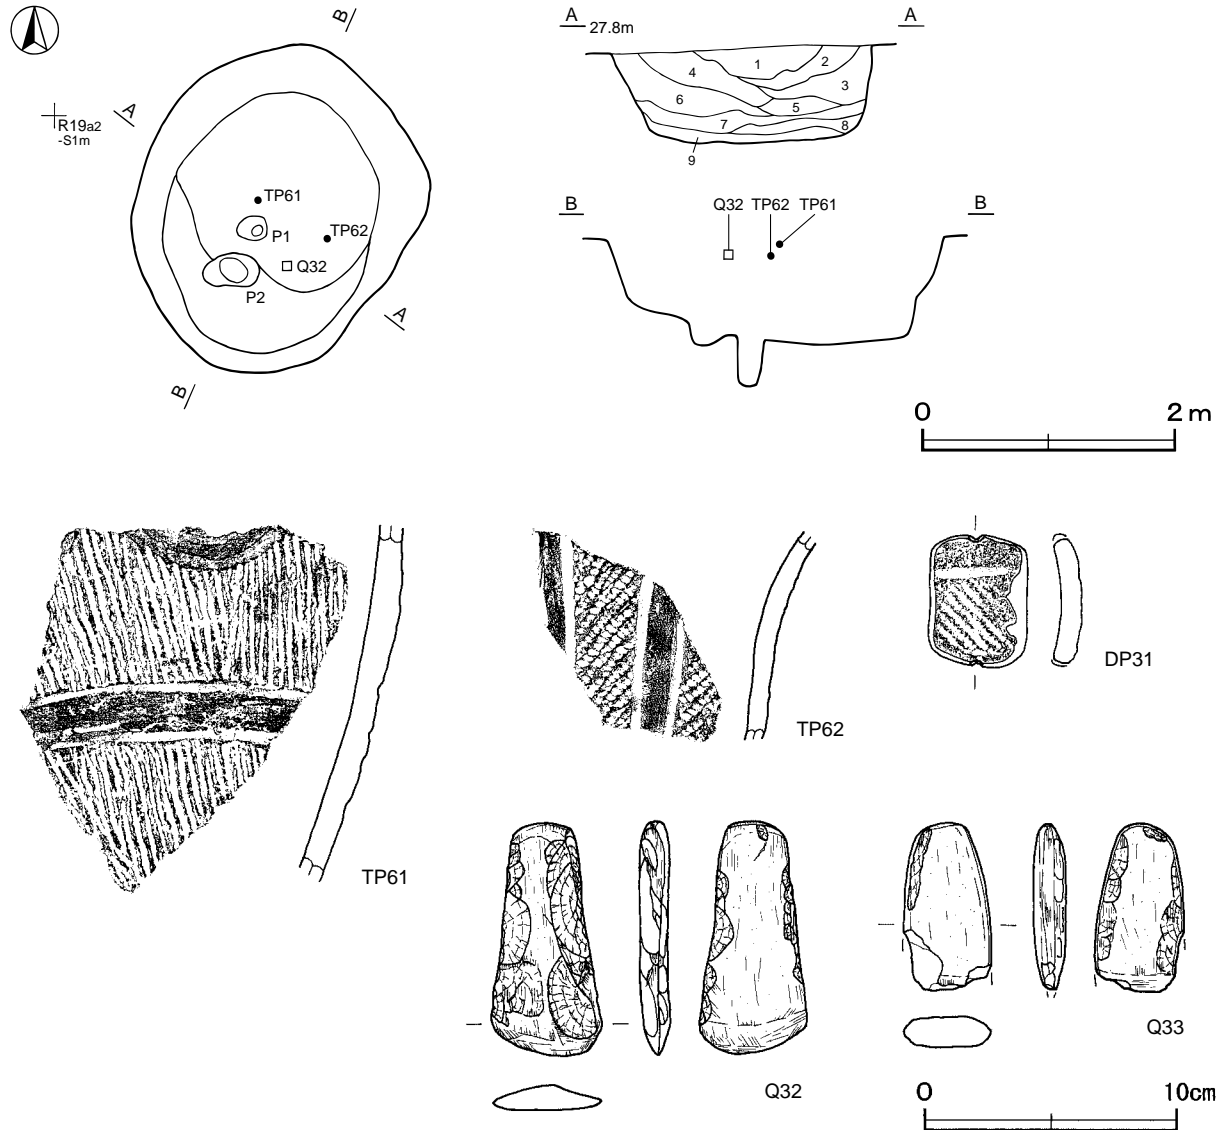 B
A
R19a2
-S1m
TP61
P1
TP62
Q32
P2
A
B
A 27.8m A
1
2
3
4
5
6
7
8
9
B Q32 TP62 TP61 B
0 2 m
TP61
TP62
DP31
Q32
Q33
0 10cm